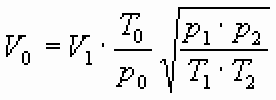 V₀ = V₁ · T₀/p₀ √(p₁ · p₂ / T₁ · T₂)